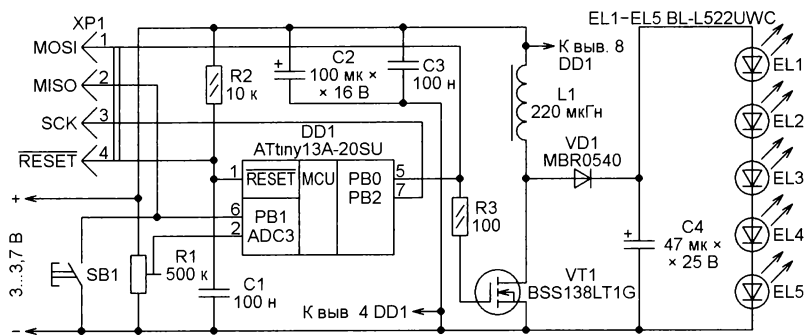 XP1
MOSI 1
MISO 2
SCK 3
RESET 4
+
3...3,7 В
−
SB1
R1
500 к
R2
10 к
C1
100 н
+ C2
100 мк ×
× 16 В
C3
100 н
DD1
ATtiny13A-20SU
1 RESET MCU PB0 5
PB2 7
6 PB1
2 ADC3
К выв 4 DD1
R3
100
VT1
BSS138LT1G
К выв. 8
DD1
L1
220 мкГн
VD1
MBR0540
+ C4
47 мк ×
× 25 В
EL1−EL5 BL-L522UWC
EL1
EL2
EL3
EL4
EL5